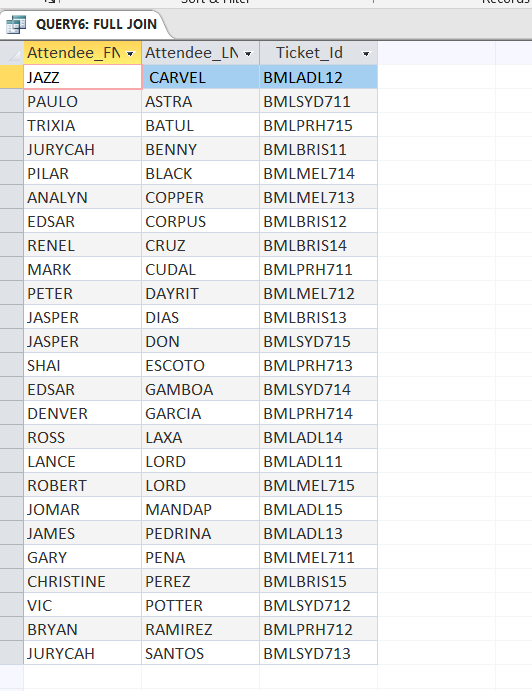 QUERY6: FULL JOIN
Attendee_FN Attendee_LN Ticket_Id
JAZZ CARVEL BMLADL12
PAULO ASTRA BMLSYD711
TRIXIA BATUL BMLPRH715
JURYCAH BENNY BMLBRIS11
PILAR BLACK BMLMEL714
ANALYN COPPER BMLMEL713
EDSAR CORPUS BMLBRIS12
RENEL CRUZ BMLBRIS14
MARK CUDAL BMLPRH711
PETER DAYRIT BMLMEL712
JASPER DIAS BMLBRIS13
JASPER DON BMLSYD715
SHAI ESCOTO BMLPRH713
EDSAR GAMBOA BMLSYD714
DENVER GARCIA BMLPRH714
ROSS LAXA BMLADL14
LANCE LORD BMLADL11
ROBERT LORD BMLMEL715
JOMAR MANDAP BMLADL15
JAMES PEDRINA BMLADL13
GARY PENA BMLMEL711
CHRISTINE PEREZ BMLBRIS15
VIC POTTER BMLSYD712
BRYAN RAMIREZ BMLPRH712
JURYCAH SANTOS BMLSYD713